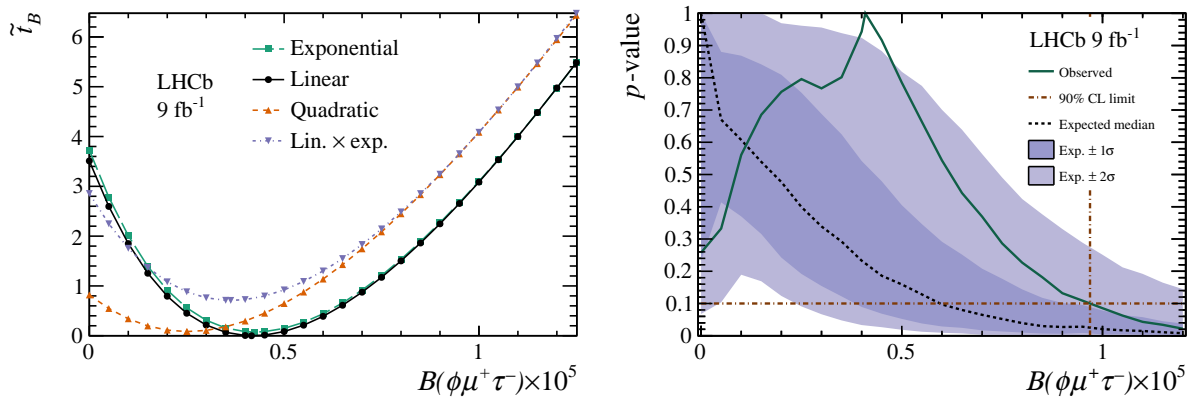 t̃_B
6
5
4
3
2
1
0
LHCb
9 fb⁻¹
Exponential
Linear
Quadratic
Lin. × exp.
0 0.5 1
B(ϕμ⁺τ⁻)×10⁵
p-value
1
0.9
0.8
0.7
0.6
0.5
0.4
0.3
0.2
0.1
0
LHCb 9 fb⁻¹
Observed
90% CL limit
Expected median
Exp. ± 1σ
Exp. ± 2σ
0 0.5 1
B(ϕμ⁺τ⁻)×10⁵